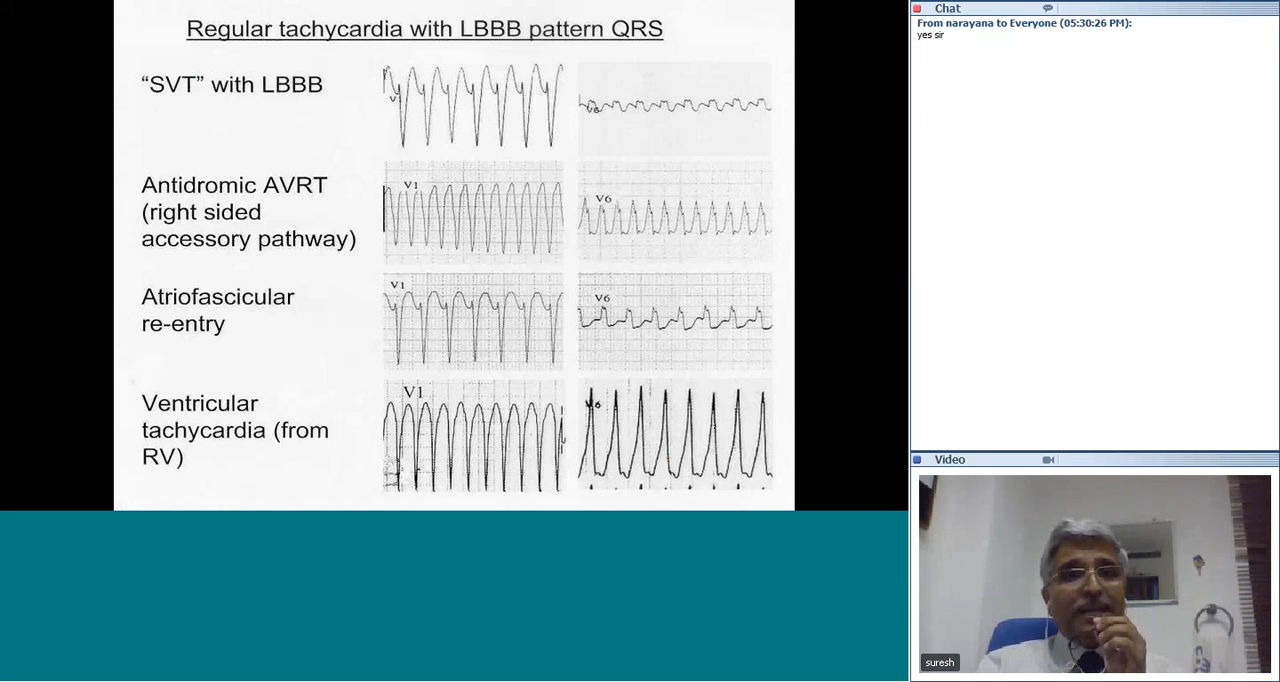 Regular tachycardia with LBBB pattern QRS
“SVT” with LBBB
V1
V6
Antidromic AVRT
(right sided
accessory pathway)
V1
V6
Atriofascicular
re-entry
V1
V6
Ventricular
tachycardia (from
RV)
V1
V6
Chat
From narayana to Everyone (05:30:26 PM):
yes sir
Video
suresh